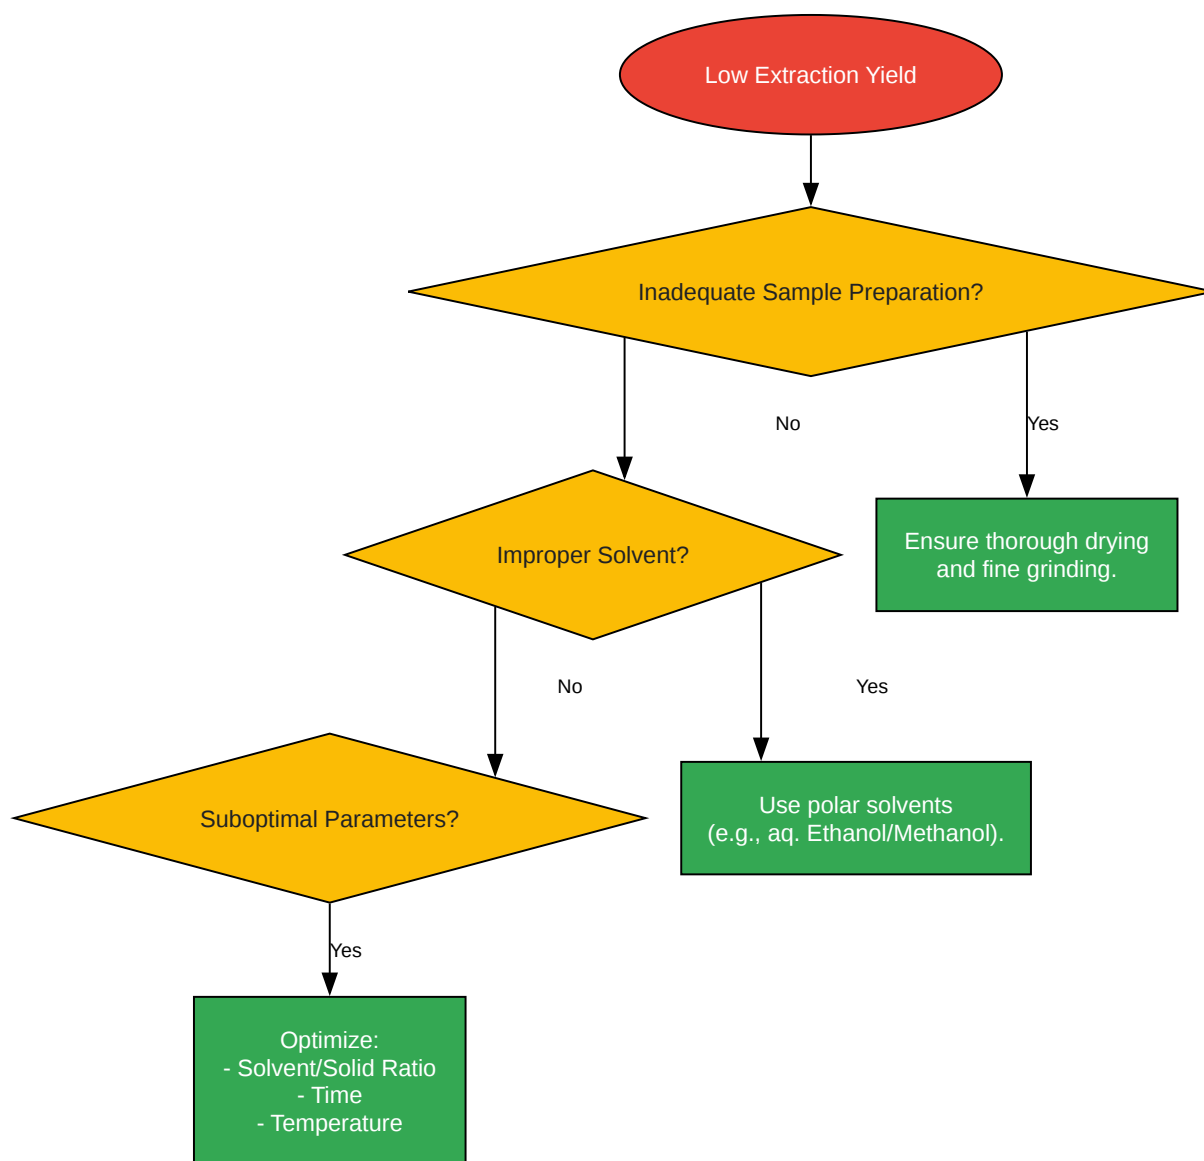 Low Extraction Yield
Inadequate Sample Preparation?
No
Yes
Ensure thorough drying
and fine grinding.
Improper Solvent?
No
Yes
Use polar solvents
(e.g., aq. Ethanol/Methanol).
Suboptimal Parameters?
Yes
Optimize:
- Solvent/Solid Ratio
- Time
- Temperature